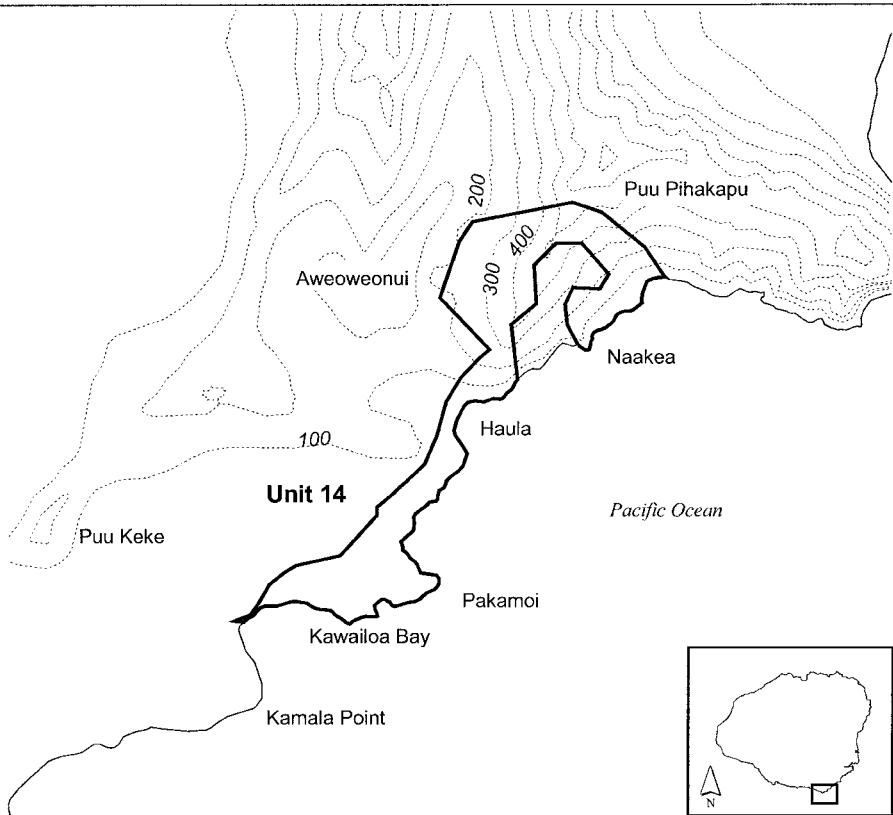 Puu Pihakapu
200
400
Aweoweonui
300
Naakea
Haula
100
Unit 14
Pacific Ocean
Puu Keke
Pakamoi
Kawailoa Bay
Kamala Point
N